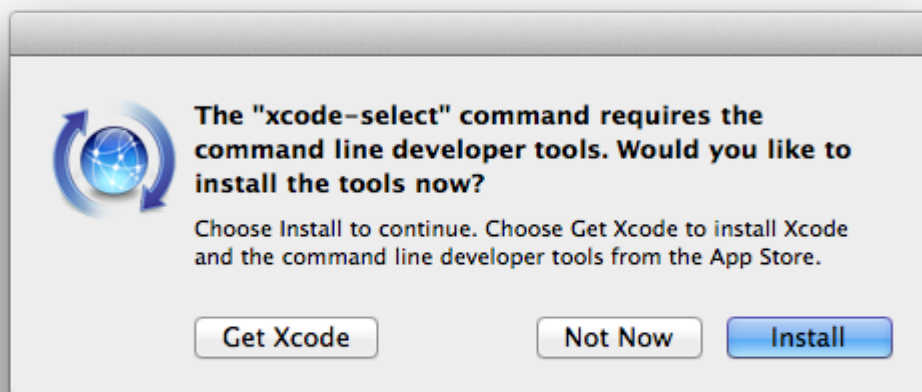 The "xcode-select" command requires the
command line developer tools. Would you like to
install the tools now?
Choose Install to continue. Choose Get Xcode to install Xcode
and the command line developer tools from the App Store.
Get Xcode Not Now Install